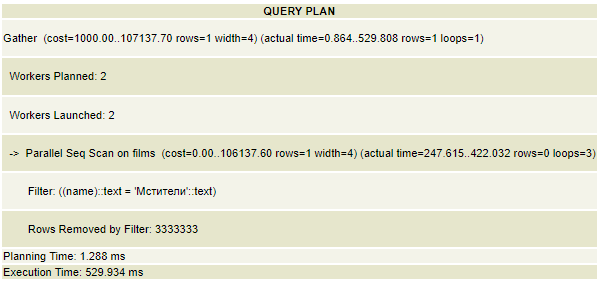 QUERY PLAN
Gather (cost=1000.00..107137.70 rows=1 width=4) (actual time=0.864..529.808 rows=1 loops=1)
Workers Planned: 2
Workers Launched: 2
-> Parallel Seq Scan on films (cost=0.00..106137.60 rows=1 width=4) (actual time=247.615..422.032 rows=0 loops=3)
Filter: ((name)::text = 'Мстители'::text)
Rows Removed by Filter: 3333333
Planning Time: 1.288 ms
Execution Time: 529.934 ms